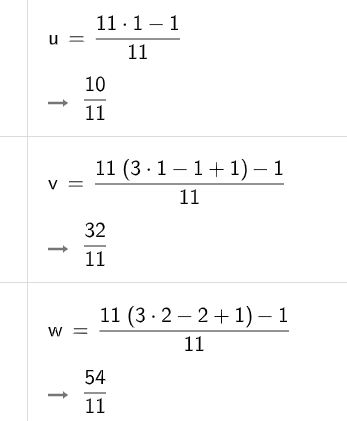 u = (11 · 1 − 1)/11
→ 10/11
v = (11 (3 · 1 − 1 + 1) − 1)/11
→ 32/11
w = (11 (3 · 2 − 2 + 1) − 1)/11
→ 54/11